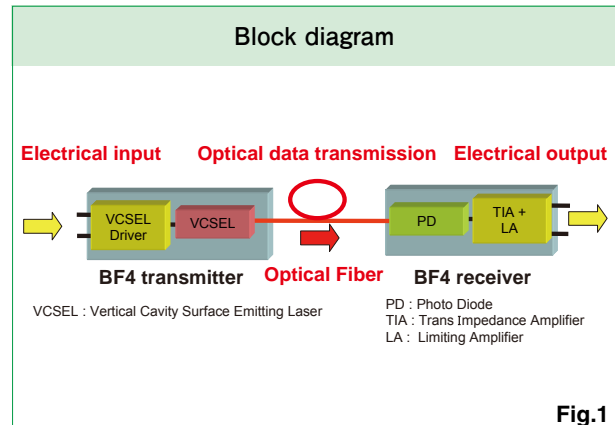 Block diagram
Electrical input
Optical data transmission
Electrical output
VCSEL
Driver
VCSEL
PD
TIA +
LA
BF4 transmitter
Optical Fiber
BF4 receiver
VCSEL : Vertical Cavity Surface Emitting Laser
PD : Photo Diode
TIA : Trans Impedance Amplifier
LA : Limiting Amplifier
Fig.1